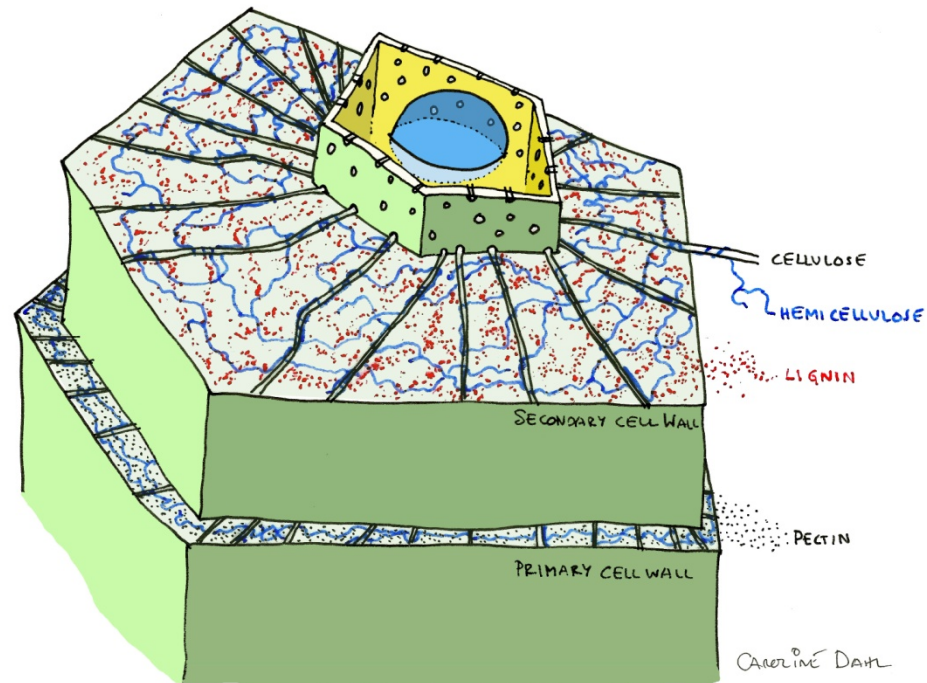 CELLULOSE
HEMICELLULOSE
LIGNIN
SECONDARY CELL WALL
PECTIN
PRIMARY CELL WALL
CAROLINE DAHL